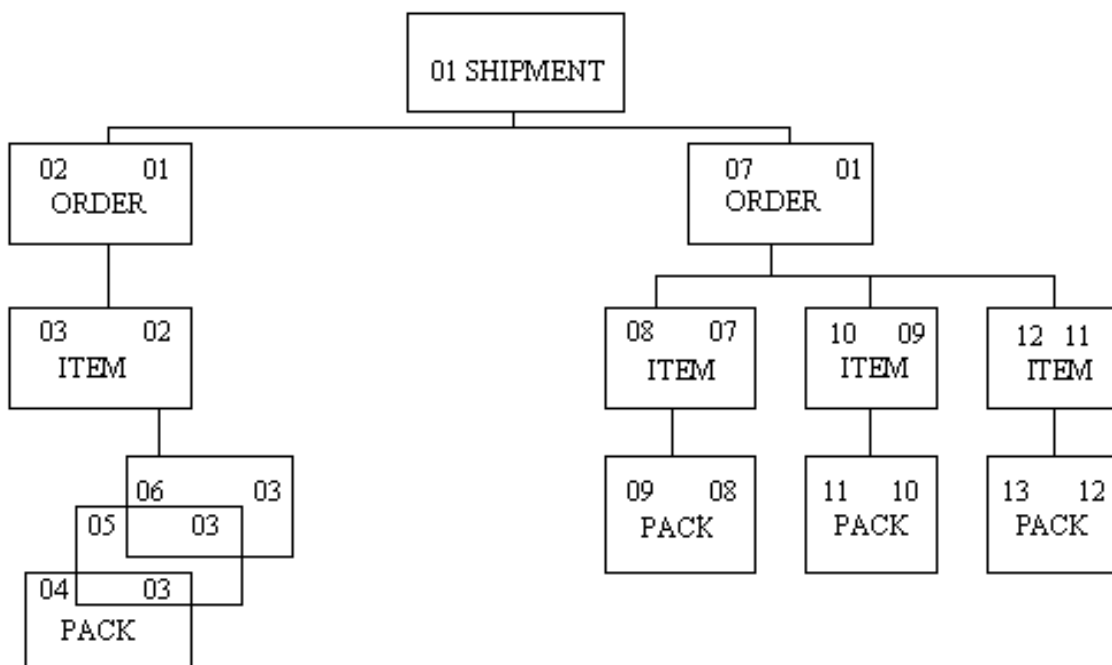 01 SHIPMENT
02 01
ORDER
07 01
ORDER
03 02
ITEM
08 07
ITEM
10 09
ITEM
12 11
ITEM
06 03
05 03
04 03
PACK
09 08
PACK
11 10
PACK
13 12
PACK